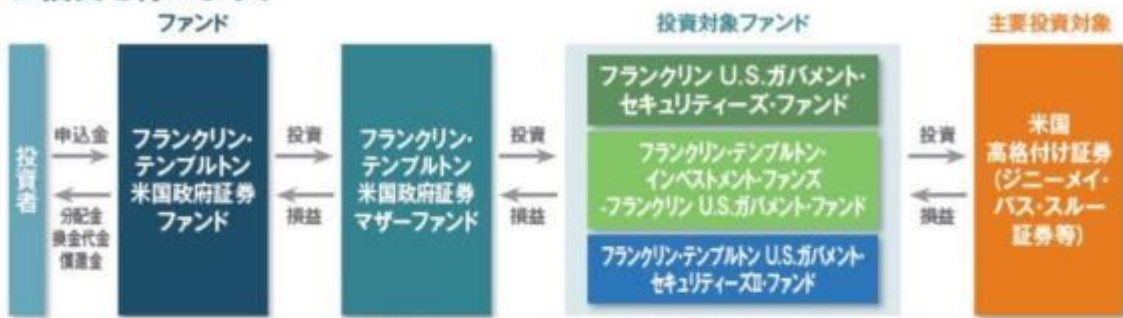 ファンド
投資対象ファンド
主要投資対象
投資者
申込金
分配金
換金代金
償還金
フランクリン・
テンプルトン
米国政府証券
ファンド
投資
損益
フランクリン・
テンプルトン
米国政府証券
マザーファンド
投資
損益
フランクリン U.S.ガバメント・
セキュリティーズ・ファンド
フランクリン・テンプルトン・
インベストメント・ファンズ
-フランクリン U.S.ガバメント・ファンド
フランクリン・テンプルトン U.S.ガバメント・
セキュリティーズII・ファンド
投資
損益
米国
高格付け証券
(ジニーメイ・
パス・スルー
証券等)